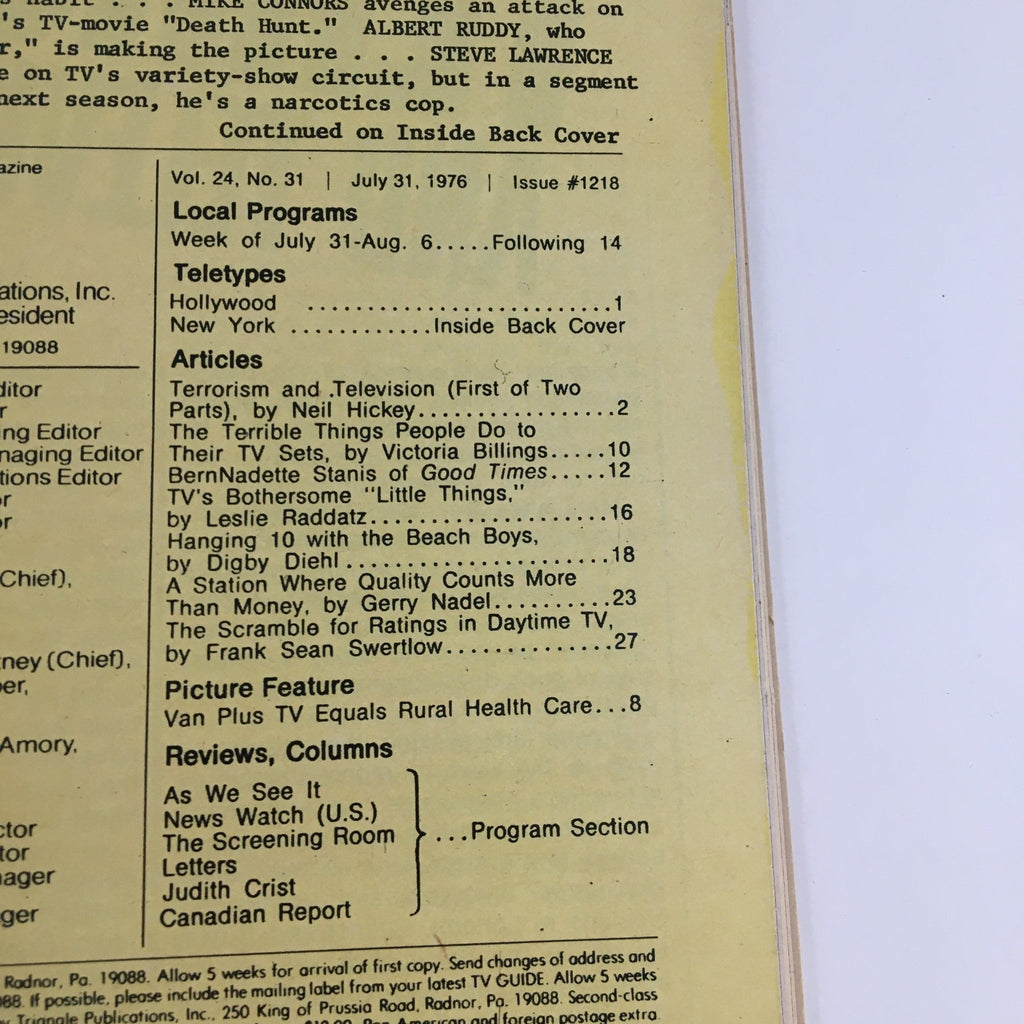 habit . . . MIKE CONNORS avenges an attack on
's TV-movie "Death Hunt." ALBERT RUDDY, who
r," is making the picture . . . STEVE LAWRENCE
e on TV's variety-show circuit, but in a segment
next season, he's a narcotics cop.
Continued on Inside Back Cover
azine
ations, Inc.
esident
19088
ditor
r
ing Editor
naging Editor
tions Editor
or
r
Chief),
ney (Chief),
er,
Amory,
ctor
tor
ager
ger
Vol. 24, No. 31 | July 31, 1976 | Issue #1218
Local Programs
Week of July 31-Aug. 6.....Following 14
Teletypes
Hollywood ..........................1
New York ............Inside Back Cover
Articles
Terrorism and Television (First of Two
Parts), by Neil Hickey.................2
The Terrible Things People Do to
Their TV Sets, by Victoria Billings.....10
BernNadette Stanis of Good Times.....12
TV's Bothersome "Little Things,"
by Leslie Raddatz.....................16
Hanging 10 with the Beach Boys,
by Digby Diehl.......................18
A Station Where Quality Counts More
Than Money, by Gerry Nadel..........23
The Scramble for Ratings in Daytime TV,
by Frank Sean Swertlow..............27
Picture Feature
Van Plus TV Equals Rural Health Care...8
Reviews, Columns
As We See It
News Watch (U.S.)
The Screening Room
Letters
Judith Crist
Canadian Report
...Program Section
Radnor, Pa. 19088. Allow 5 weeks for arrival of first copy. Send changes of address and
088. If possible, please include the mailing label from your latest TV GUIDE. Allow 5 weeks
y Triangle Publications, Inc., 250 King of Prussia Road, Radnor, Pa. 19088. Second-class
Pan American and foreign postage extra.